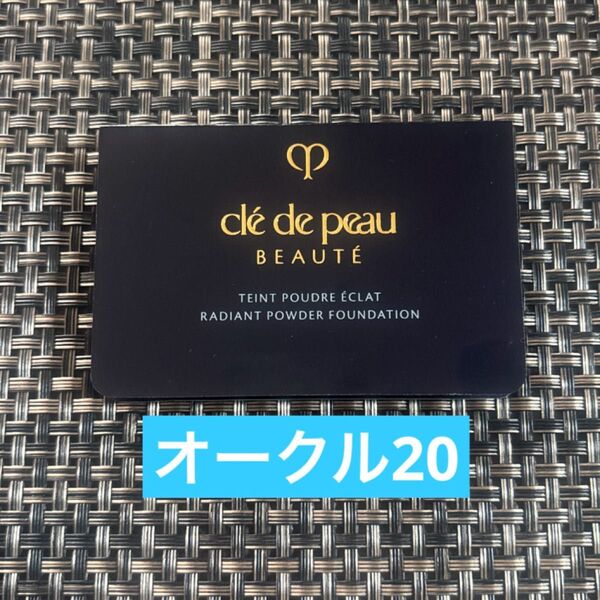 clé de peau
BEAUTÉ
TEINT POUDRE ÉCLAT
RADIANT POWDER FOUNDATION
オークル20